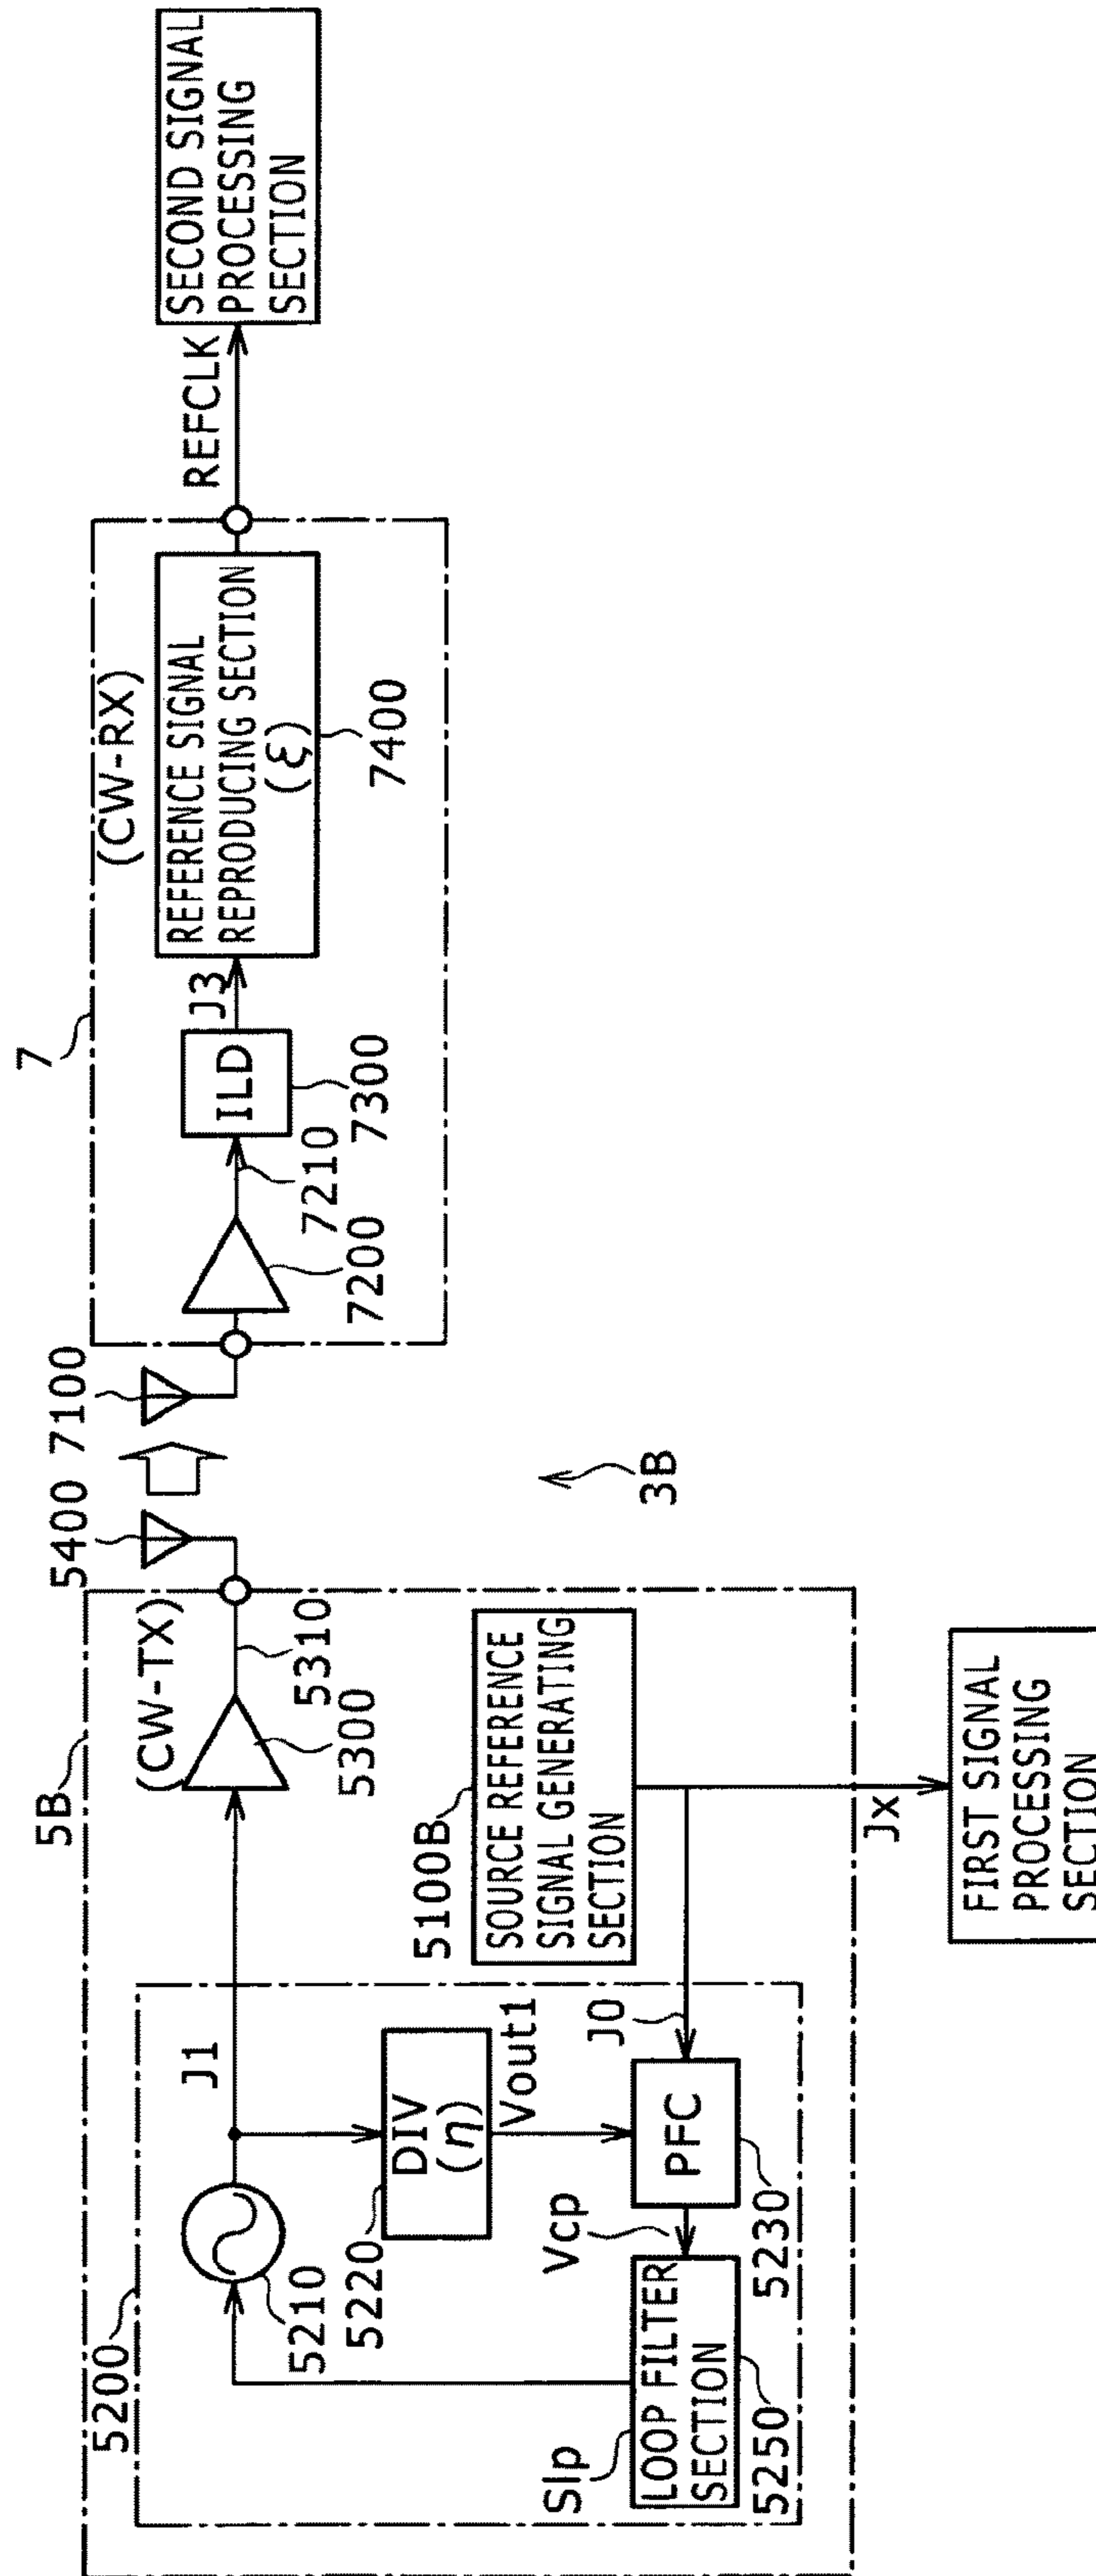 5B
5200
(CW-TX)
J1
5210
5220
DIV
(η)
Vout1
5300
5310
5400
7100
7
(CW-RX)
7200
7210
ILD
7300
J3
REFERENCE SIGNAL
REPRODUCING SECTION
(ξ)
7400
REFCLK
SECOND SIGNAL
PROCESSING
SECTION
3B
5100B
SOURCE REFERENCE
SIGNAL GENERATING
SECTION
J0
PFC
5230
Vcp
Slp
LOOP FILTER
SECTION
5250
Jx
FIRST SIGNAL
PROCESSING
SECTION